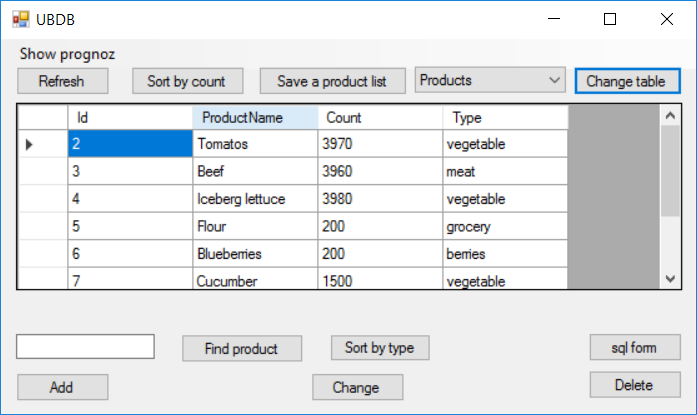 UBDB
Show prognoz
Refresh Sort by count Save a product list Products Change table
Id ProductName Count Type
2 Tomatos 3970 vegetable
3 Beef 3960 meat
4 Iceberg lettuce 3980 vegetable
5 Flour 200 grocery
6 Blueberries 200 berries
7 Cucumber 1500 vegetable
Find product Sort by type sql form
Add Change Delete